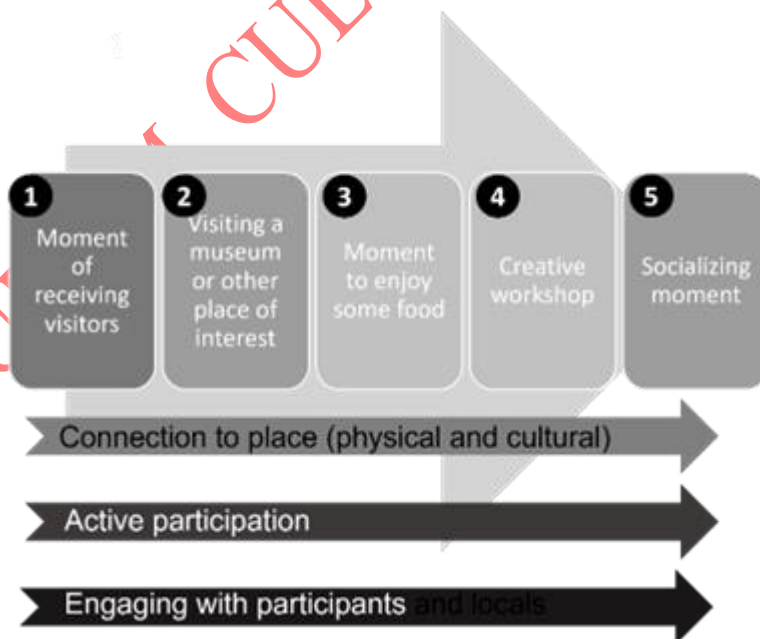 1
Moment
of
receiving
visitors
2
Visiting a
museum
or other
place of
interest
3
Moment
to enjoy
some food
4
Creative
workshop
5
Socializing
moment
Connection to place (physical and cultural)
Active participation
Engaging with participants and locals